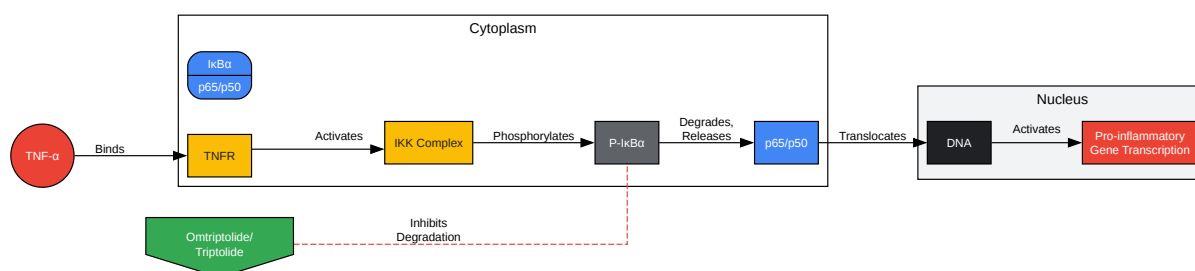 Cytoplasm
IκBα
p65/p50
TNF-α
Binds
TNFR
Activates
IKK Complex
Phosphorylates
P-IκBα
Degrades,
Releases
p65/p50
Translocates
Nucleus
DNA
Activates
Pro-inflammatory
Gene Transcription
Omtriptolide/
Triptolide
Inhibits
Degradation